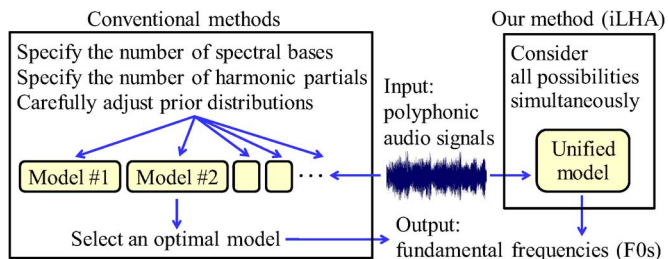 Conventional methods
Specify the number of spectral bases
Specify the number of harmonic partials
Carefully adjust prior distributions
Model #1
Model #2
...
Select an optimal model
Input:
polyphonic
audio signals
Output:
fundamental frequencies (F0s)
Our method (iLHA)
Consider
all possibilities
simultaneously
Unified
model